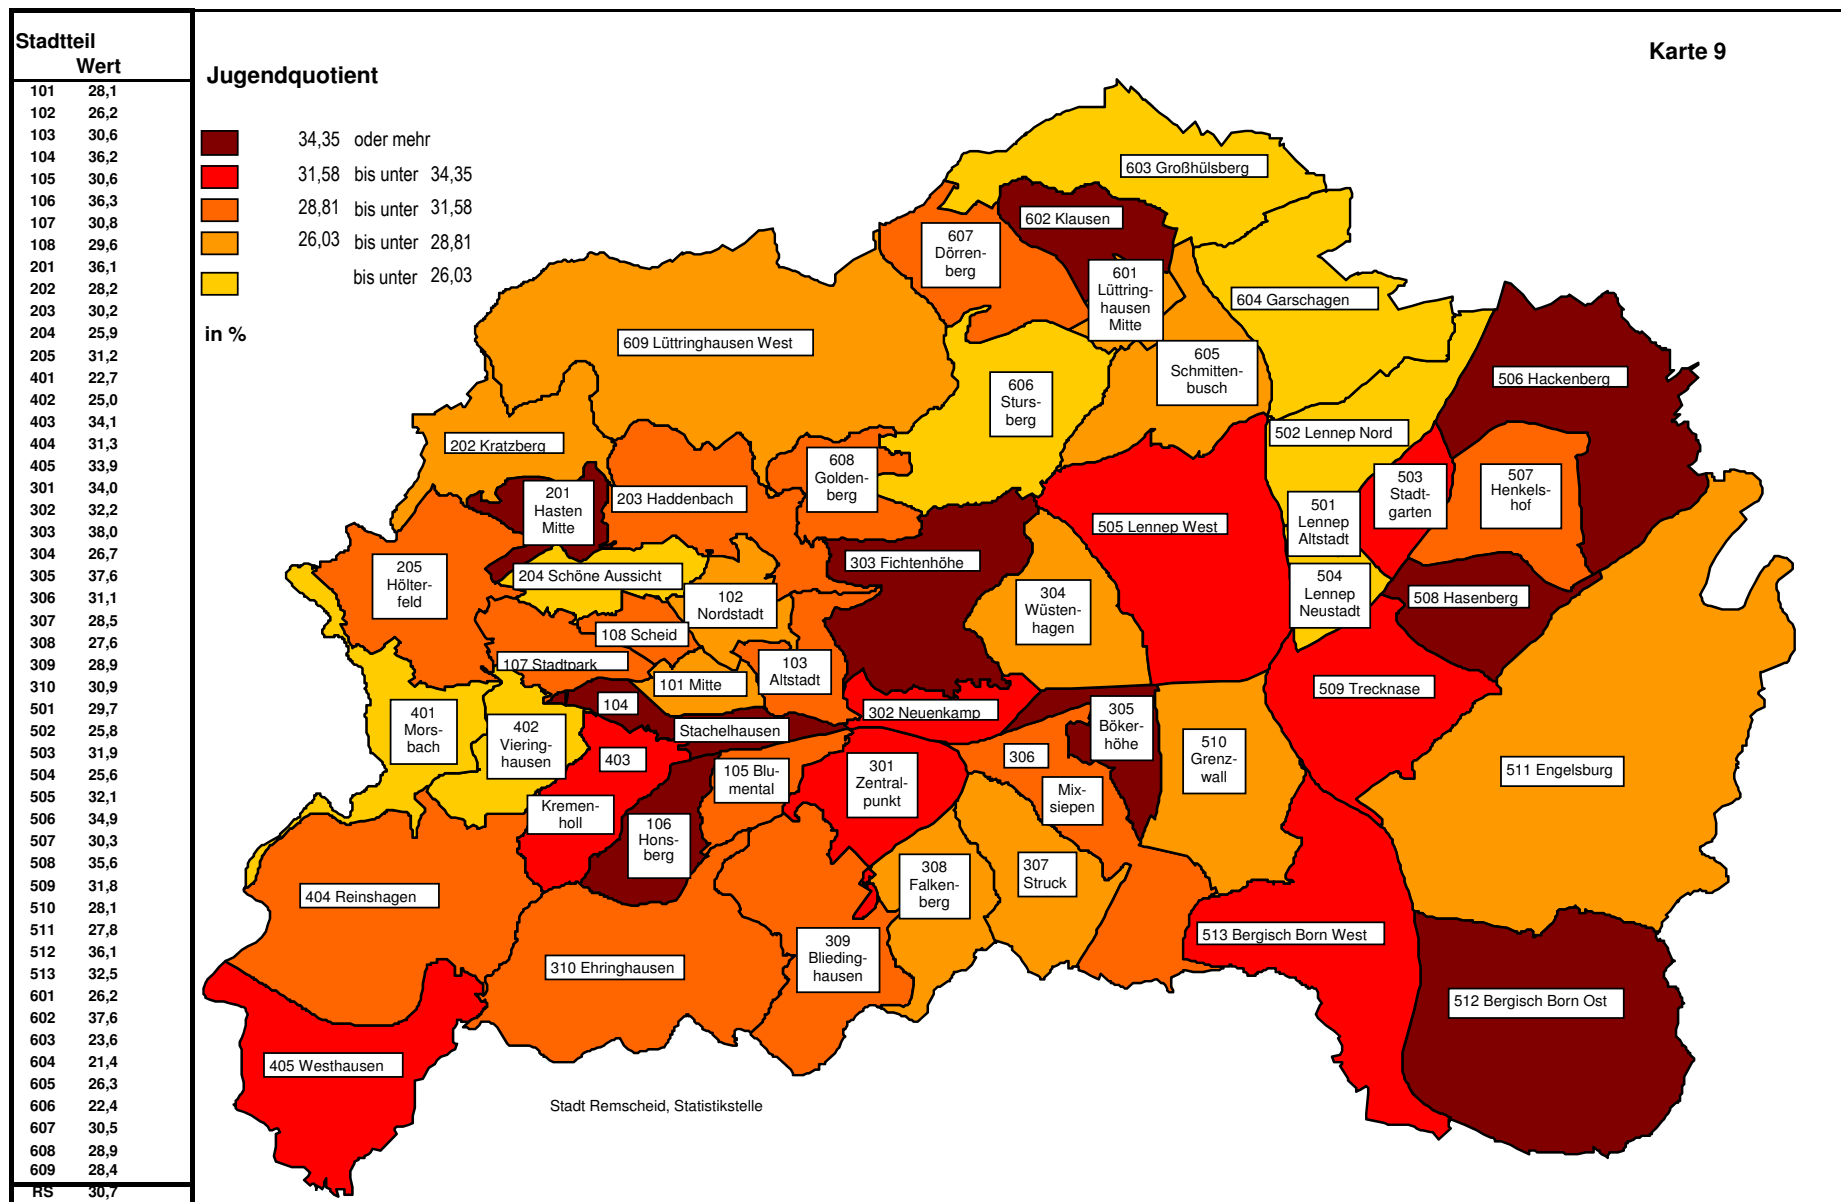 Stadtteil
Wert
101 28,1
102 26,2
103 30,6
104 36,2
105 30,6
106 36,3
107 30,8
108 29,6
201 36,1
202 28,2
203 30,2
204 25,9
205 31,2
401 22,7
402 25,0
403 34,1
404 31,3
405 33,9
301 34,0
302 32,2
303 38,0
304 26,7
305 37,6
306 31,1
307 28,5
308 27,6
309 28,9
310 30,9
501 29,7
502 25,8
503 31,9
504 25,6
505 32,1
506 34,9
507 30,3
508 35,6
509 31,8
510 28,1
511 27,8
512 36,1
513 32,5
601 26,2
602 37,6
603 23,6
604 21,4
605 26,3
606 22,4
607 30,5
608 28,9
609 28,4
RS 30,7
Karte 9
Jugendquotient
34,35 oder mehr
31,58 bis unter 34,35
28,81 bis unter 31,58
26,03 bis unter 28,81
bis unter 26,03
in %
603 Großhülsberg
602 Klausen
607
Dörren-
berg
601
Lüttring-
hausen
Mitte
604 Garschagen
609 Lüttringhausen West
605
Schmitten-
busch
606
Sturs-
berg
506 Hackenberg
502 Lennep Nord
202 Kratzberg
608
Golden-
berg
203 Haddenbach
201
Hasten
Mitte
503
Stadt-
garten
507
Henkels-
hof
501
Lennep
Altstadt
505 Lennep West
303 Fichtenhöhe
205
Hölter-
feld
204 Schöne Aussicht
102
Nordstadt
304
Wüsten-
hagen
504
Lennep
Neustadt
508 Hasenberg
108 Scheid
107 Stadtpark
101 Mitte
103
Altstadt
509 Trecknase
104
Stachelhausen
302 Neuenkamp
305
Böker-
höhe
401
Mors-
bach
402
Viering-
hausen
403
Kremen-
holl
105 Blu-
mental
301
Zentral-
punkt
306
Mix-
siepen
510
Grenz-
wall
511 Engelsburg
106
Hons-
berg
308
Falken-
berg
307
Struck
404 Reinshagen
309
Blieding-
hausen
513 Bergisch Born West
310 Ehringhausen
512 Bergisch Born Ost
405 Westhausen
Stadt Remscheid, Statistikstelle